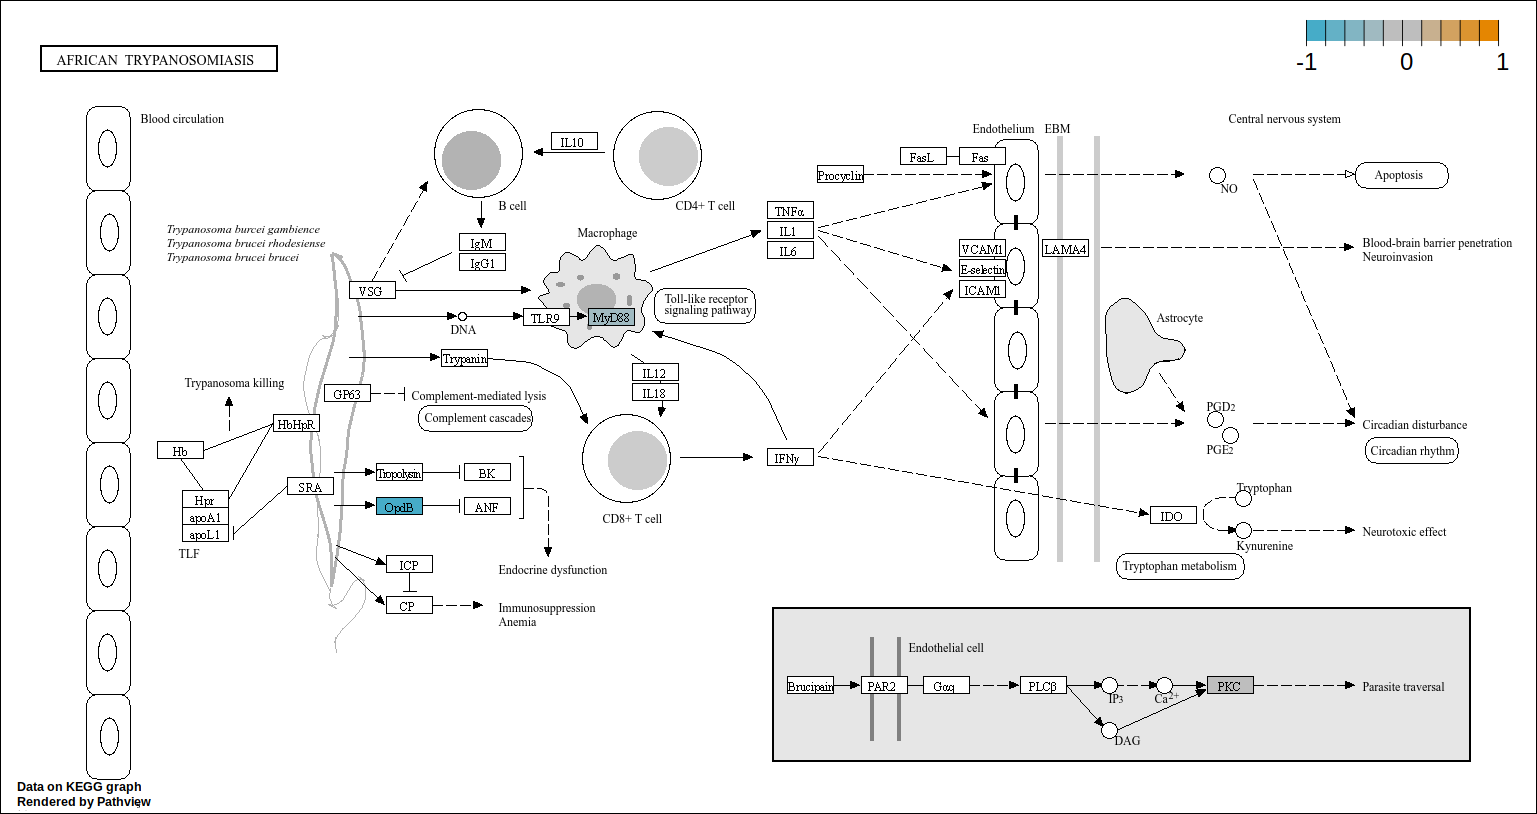 AFRICAN TRYPANOSOMIASIS
-1 0 1
Blood circulation
Endothelium
EBM
Central nervous system
IL10
B cell
CD4+ T cell
FasL
Fas
Procyclin
NO
Apoptosis
Trypanosoma burcei gambience
Trypanosoma brucei rhodesiense
Trypanosoma brucei brucei
IgM
IgG1
Macrophage
TNFα
IL1
IL6
VCAM1
E-selectin
ICAM1
LAMA4
Blood-brain barrier penetration
Neuroinvasion
VSG
DNA
TLR9
MyD88
Toll-like receptor
signaling pathway
Astrocyte
Trypanin
IL12
IL18
Trypanosoma killing
GP63
Complement-mediated lysis
Complement cascades
PGD2
PGE2
Circadian disturbance
Circadian rhythm
HbHpR
Hb
IFNγ
Tropolysin
BK
SRA
Hpr
apoA1
apoL1
TLF
OpdB
ANF
CD8+ T cell
Tryptophan
IDO
Kynurenine
Neurotoxic effect
Tryptophan metabolism
ICP
CP
Endocrine dysfunction
Immunosuppression
Anemia
Endothelial cell
Brucipain
PAR2
Gαq
PLCβ
IP3
Ca2+
PKC
DAG
Parasite traversal
Data on KEGG graph
Rendered by Pathview